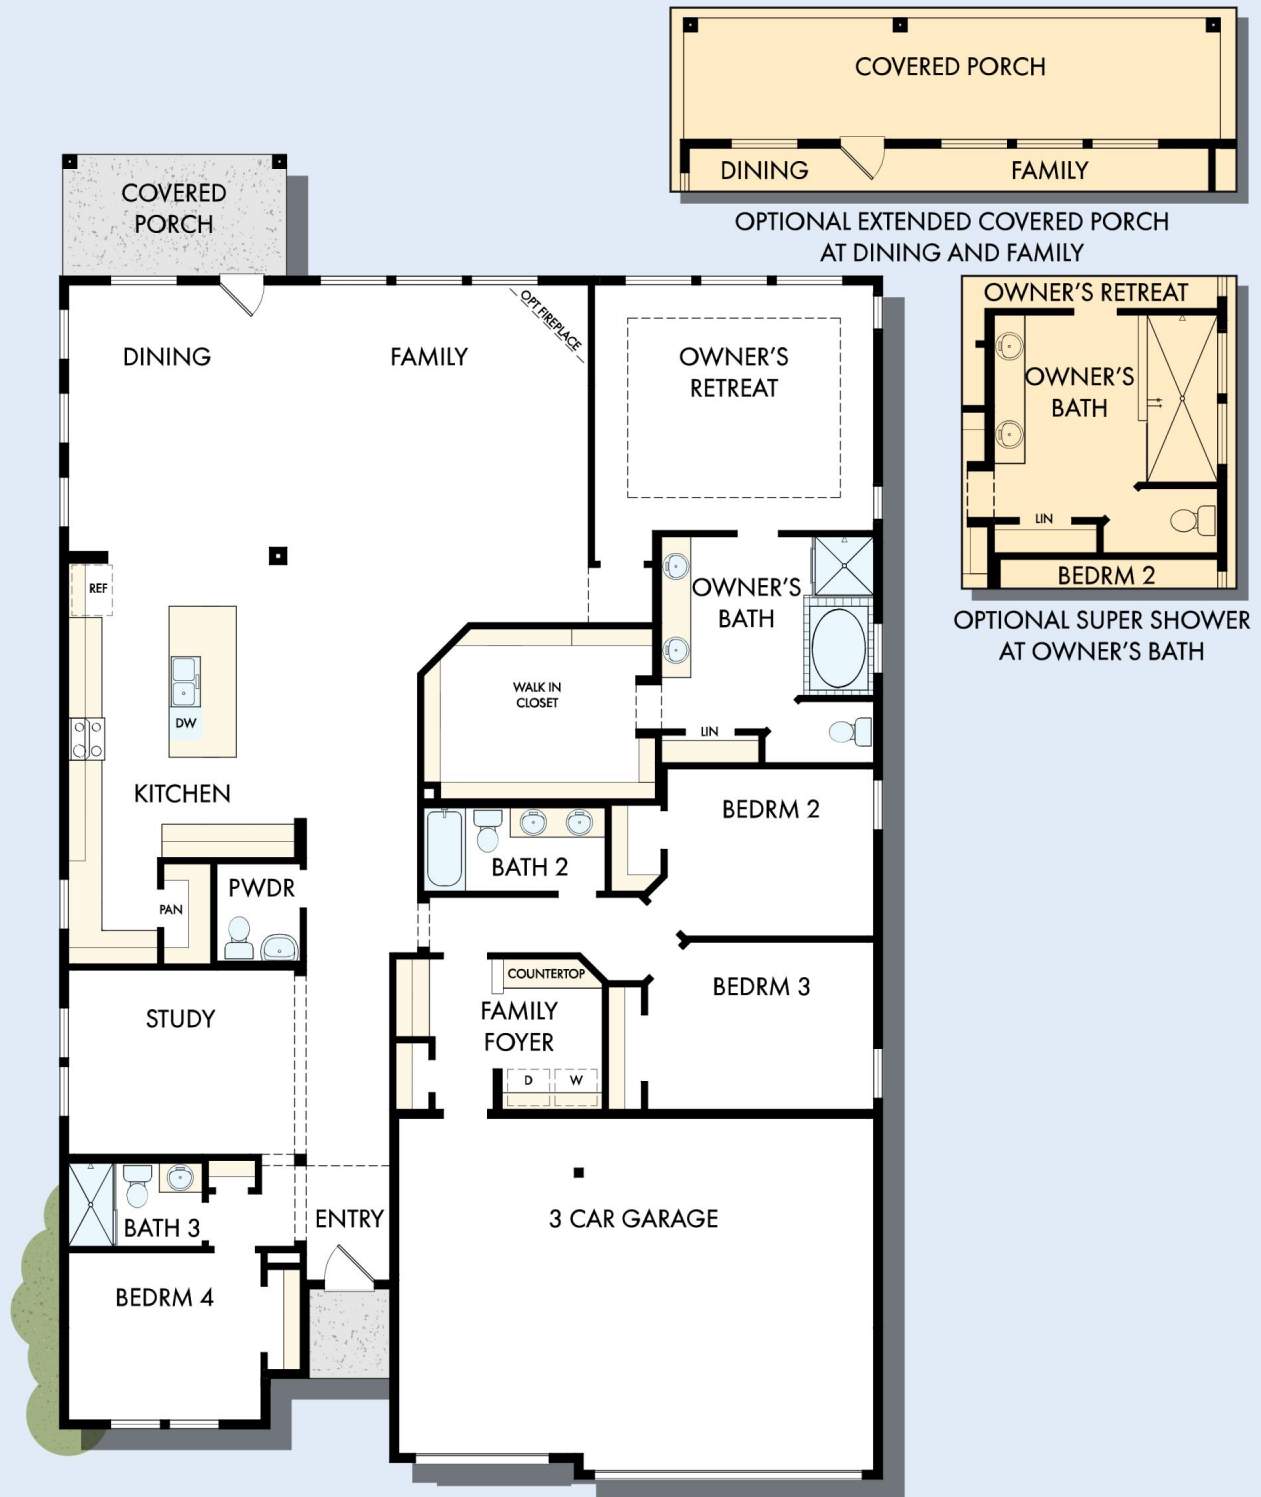 COVERED PORCH
DINING
FAMILY
OPTIONAL EXTENDED COVERED PORCH
AT DINING AND FAMILY
COVERED
PORCH
OPT FIREPLACE
DINING
FAMILY
OWNER'S
RETREAT
OWNER'S RETREAT
OWNER'S
BATH
LIN
BEDRM 2
OPTIONAL SUPER SHOWER
AT OWNER'S BATH
REF
DW
KITCHEN
OWNER'S
BATH
WALK IN
CLOSET
LIN
BEDRM 2
BATH 2
PWDR
PAN
COUNTERTOP
FAMILY
FOYER
D
W
BEDRM 3
STUDY
BATH 3
ENTRY
3 CAR GARAGE
BEDRM 4